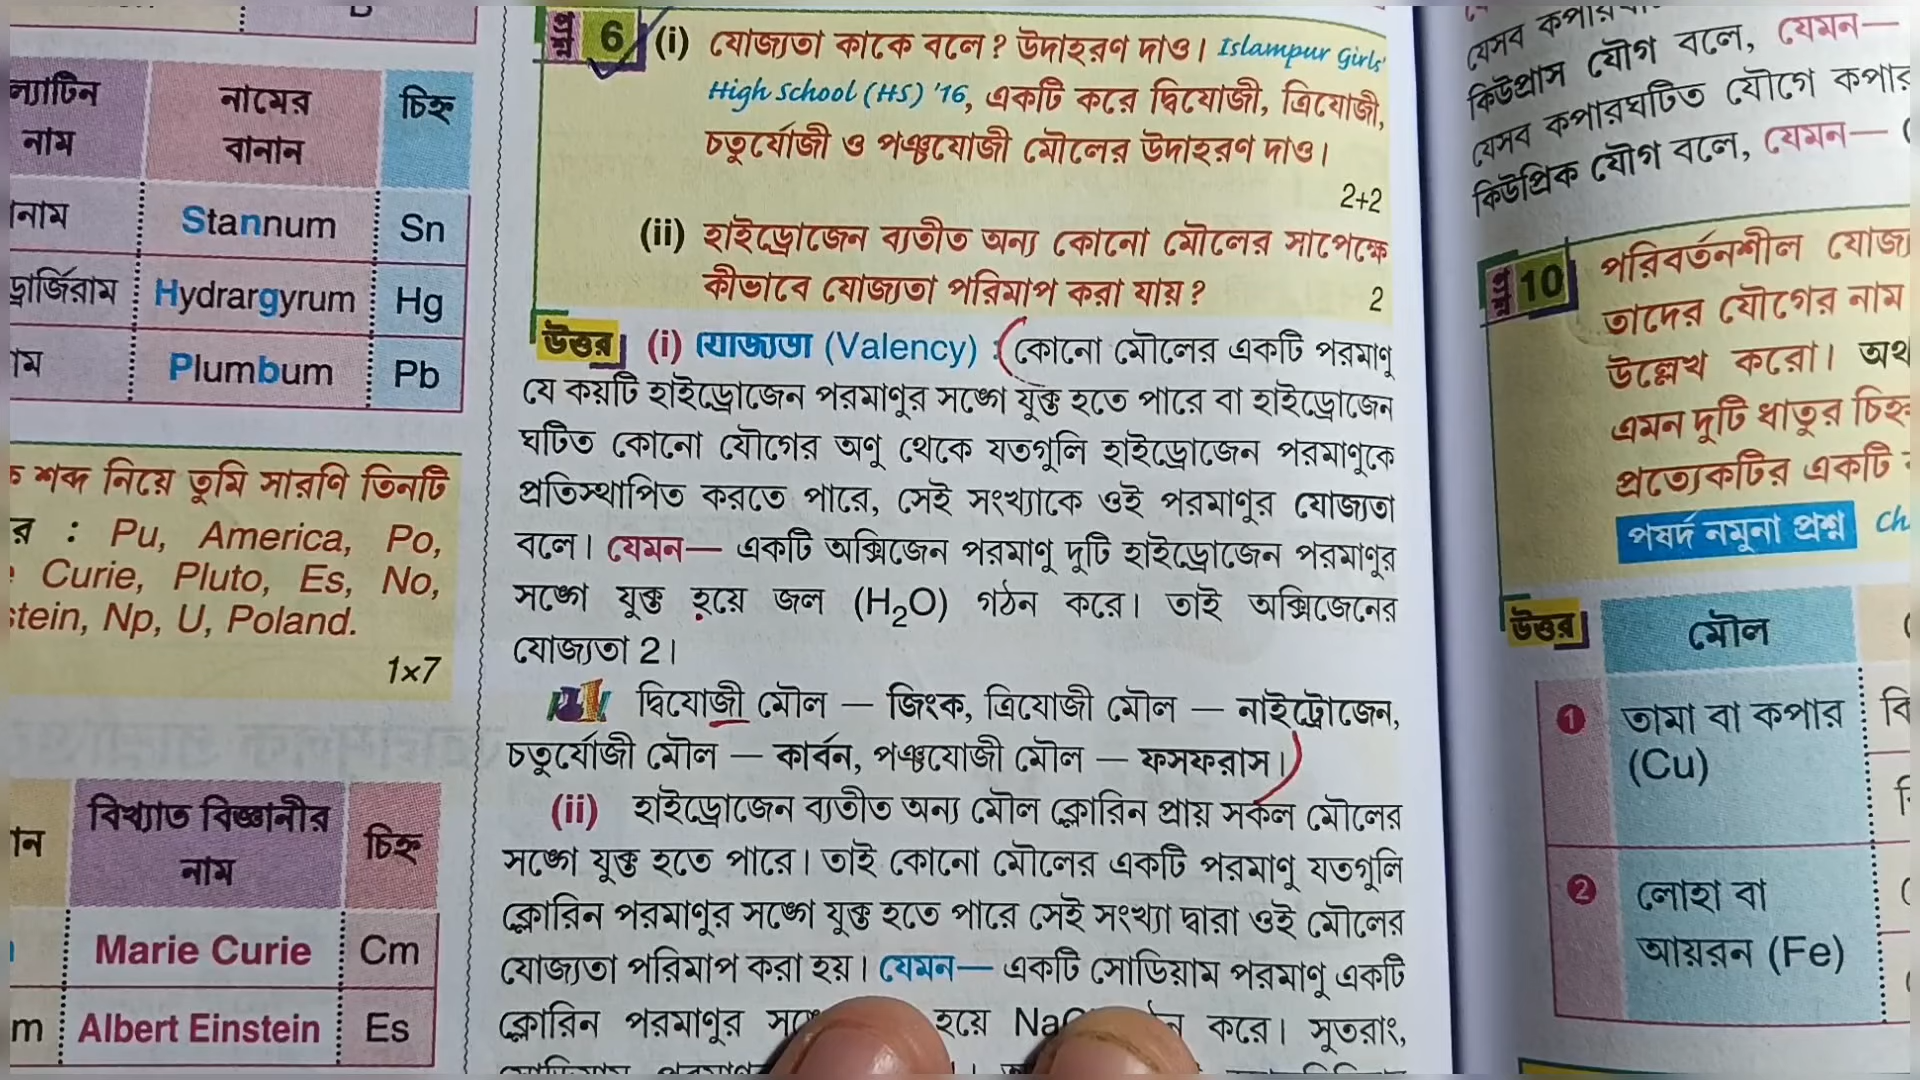 ল্যাটিন নাম
নামের বানান
চিহ্ন
Stannum
Sn
Hydrargyrum
Hg
Plumbum
Pb
শব্দ নিয়ে তুমি সারণি তিনটি
র : Pu, America, Po,
Curie, Pluto, Es, No,
stein, Np, U, Poland.
1×7
বিখ্যাত বিজ্ঞানীর নাম
চিহ্ন
Marie Curie
Cm
Albert Einstein
Es
প্রশ্ন 6 (i) যোজ্যতা কাকে বলে? উদাহরণ দাও। Islampur Girls'
High School (HS) '16, একটি করে দ্বিযোজী, ত্রিযোজী,
চতুর্যোজী ও পঞ্চযোজী মৌলের উদাহরণ দাও।
2+2
(ii) হাইড্রোজেন ব্যতীত অন্য কোনো মৌলের সাপেক্ষে
কীভাবে যোজ্যতা পরিমাপ করা যায়? 2
উত্তর (i) যোজ্যতা (Valency) : কোনো মৌলের একটি পরমাণু
যে কয়টি হাইড্রোজেন পরমাণুর সঙ্গে যুক্ত হতে পারে বা হাইড্রোজেন
ঘটিত কোনো যৌগের অণু থেকে যতগুলি হাইড্রোজেন পরমাণুকে
প্রতিস্থাপিত করতে পারে, সেই সংখ্যাকে ওই পরমাণুর যোজ্যতা
বলে। যেমন— একটি অক্সিজেন পরমাণু দুটি হাইড্রোজেন পরমাণুর
সঙ্গে যুক্ত হয়ে জল (H₂O) গঠন করে। তাই অক্সিজেনের
যোজ্যতা 2।
দ্বিযোজী মৌল — জিংক, ত্রিযোজী মৌল — নাইট্রোজেন,
চতুর্যোজী মৌল — কার্বন, পঞ্চযোজী মৌল — ফসফরাস।
(ii) হাইড্রোজেন ব্যতীত অন্য মৌল ক্লোরিন প্রায় সকল মৌলের
সঙ্গে যুক্ত হতে পারে। তাই কোনো মৌলের একটি পরমাণু যতগুলি
ক্লোরিন পরমাণুর সঙ্গে যুক্ত হতে পারে সেই সংখ্যা দ্বারা ওই মৌলের
যোজ্যতা পরিমাপ করা হয়। যেমন— একটি সোডিয়াম পরমাণু একটি
ক্লোরিন পরমাণুর হয়ে করে। সুতরাং,
যেসব
কিউপ্রাস যৌগ বলে, যেমন—
যেসব কপারঘটিত যৌগে কপার
কিউপ্রিক যৌগ বলে, যেমন—
প্রশ্ন 10 পরিবর্তনশীল
তাদের যৌগের নাম
উল্লেখ করো। অথ
এমন দুটি ধাতুর চিহ্ন
প্রত্যেকটির একটি
পর্ষদ নমুনা প্রশ্ন
উত্তর মৌল
1 তামা বা কপার
(Cu)
2 লোহা বা
আয়রন (Fe)